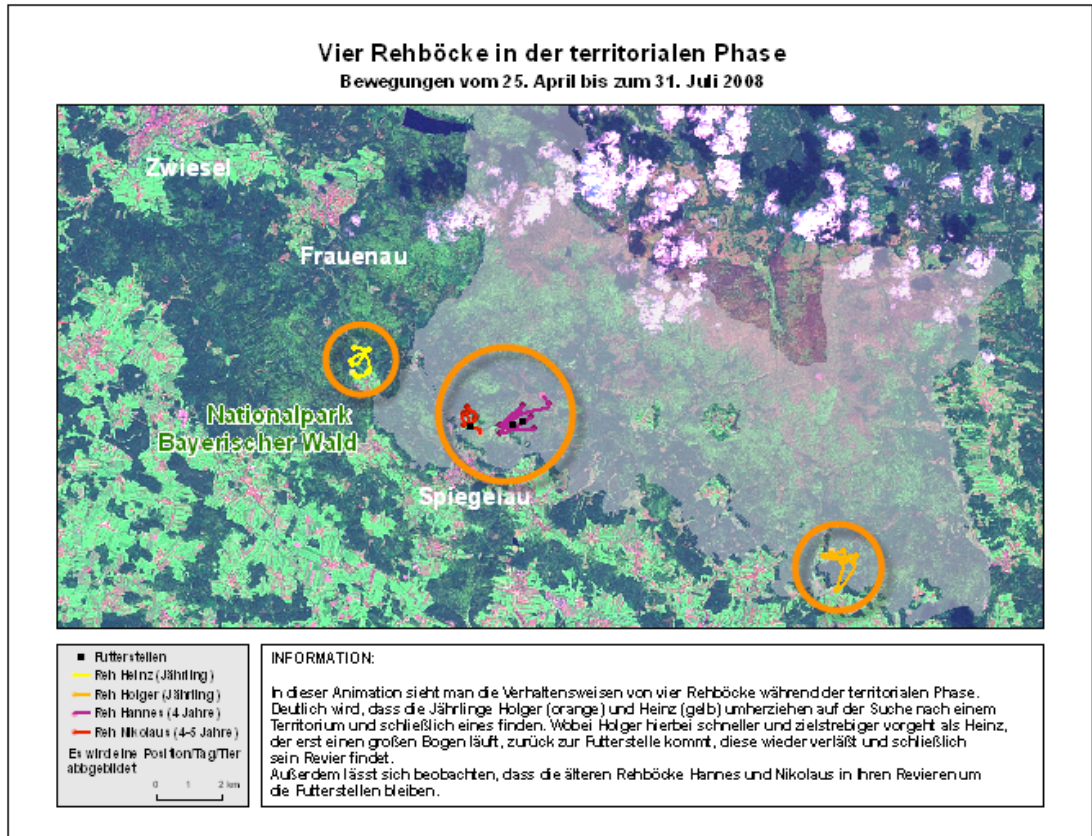 Vier Rehböcke in der territorialen Phase
Bewegungen vom 25. April bis zum 31. Juli 2008
Zwiesel
Frauenau
Nationalpark
Bayerischer Wald
Spiegelau
Futterstellen
Reh Heinz (Jährling)
Reh Holger (Jährling)
Reh Hannes (4 Jahre)
Reh Nikolaus (4-5 Jahre)
Es wird eine Position/Tag/Tier
abbgebildet
0 1 2 km
INFORMATION:
In dieser Animation sieht man die Verhaltensweisen von vier Rehböcke während der territorialen Phase.
Deutlich wird, dass die Jährlinge Holger (orange) und Heinz (gelb) umherziehen auf der Suche nach einem
Territorium und schließlich eines finden. Wobei Holger hierbei schneller und zielstrebiger vorgeht als Heinz,
der erst einen großen Bogen läuft, zurück zur Futterstelle kommt, diese wieder verläßt und schließlich
sein Revier findet.
Außerdem lässt sich beobachten, dass die älteren Rehböcke Hannes und Nikolaus in Ihren Revieren um
die Futterstellen bleiben.